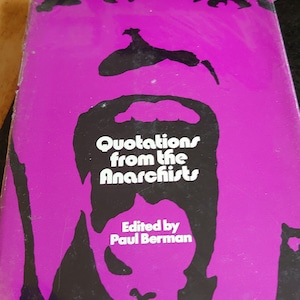 Quotations
from the
Anarchists
Edited by
Paul Berman